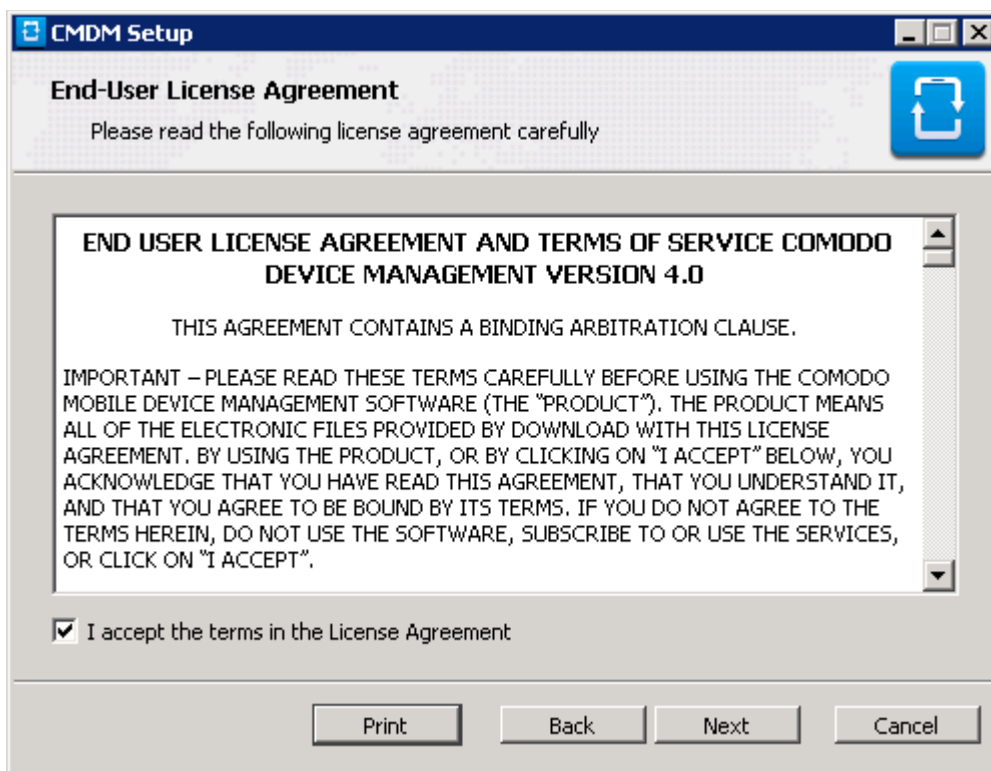 CMDM Setup
End-User License Agreement
Please read the following license agreement carefully
END USER LICENSE AGREEMENT AND TERMS OF SERVICE COMODO
DEVICE MANAGEMENT VERSION 4.0
THIS AGREEMENT CONTAINS A BINDING ARBITRATION CLAUSE.
IMPORTANT – PLEASE READ THESE TERMS CAREFULLY BEFORE USING THE COMODO
MOBILE DEVICE MANAGEMENT SOFTWARE (THE “PRODUCT”). THE PRODUCT MEANS
ALL OF THE ELECTRONIC FILES PROVIDED BY DOWNLOAD WITH THIS LICENSE
AGREEMENT. BY USING THE PRODUCT, OR BY CLICKING ON “I ACCEPT” BELOW, YOU
ACKNOWLEDGE THAT YOU HAVE READ THIS AGREEMENT, THAT YOU UNDERSTAND IT,
AND THAT YOU AGREE TO BE BOUND BY ITS TERMS. IF YOU DO NOT AGREE TO THE
TERMS HEREIN, DO NOT USE THE SOFTWARE, SUBSCRIBE TO OR USE THE SERVICES,
OR CLICK ON “I ACCEPT”.
I accept the terms in the License Agreement
Print Back Next Cancel